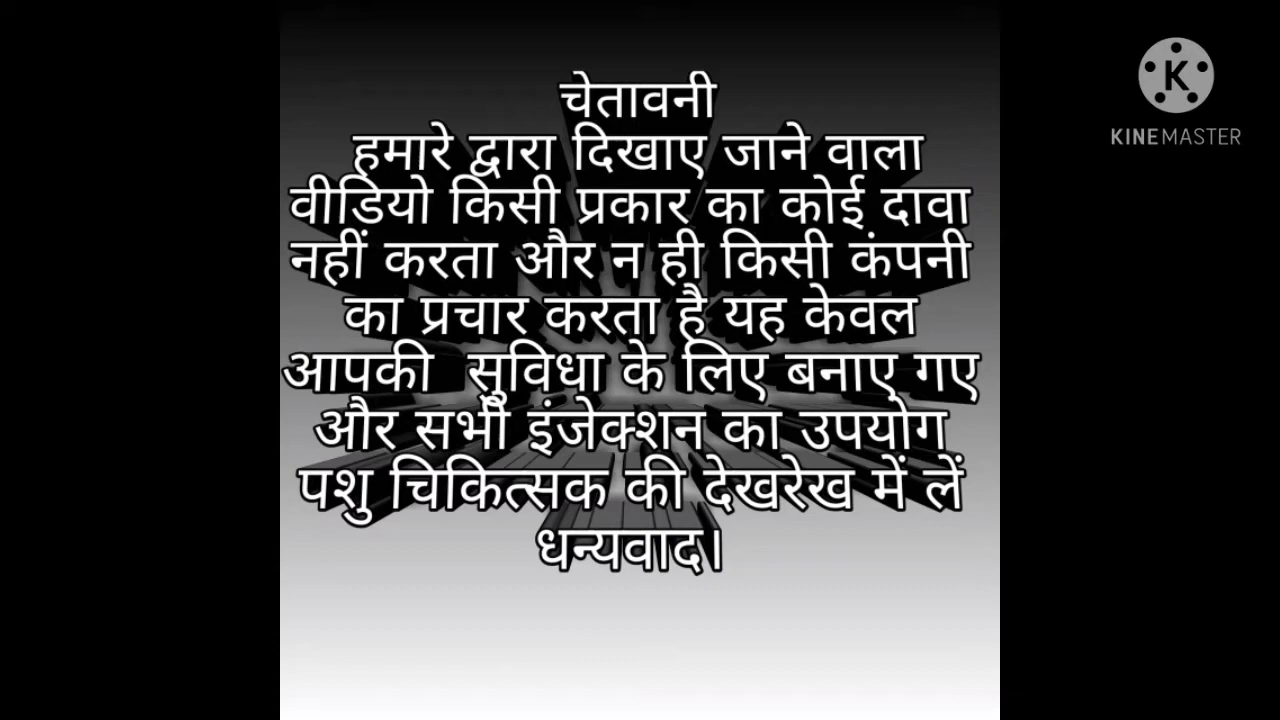 चेतावनी
हमारे द्वारा दिखाए जाने वाला
वीडियो किसी प्रकार का कोई दावा
नहीं करता और न ही किसी कंपनी
का प्रचार करता है यह केवल
आपकी  सुविधा के लिए बनाए गए
और सभी इंजेक्शन का उपयोग
पशु चिकित्सक की देखरेख में लें
धन्यवाद।
K
KINEMASTER